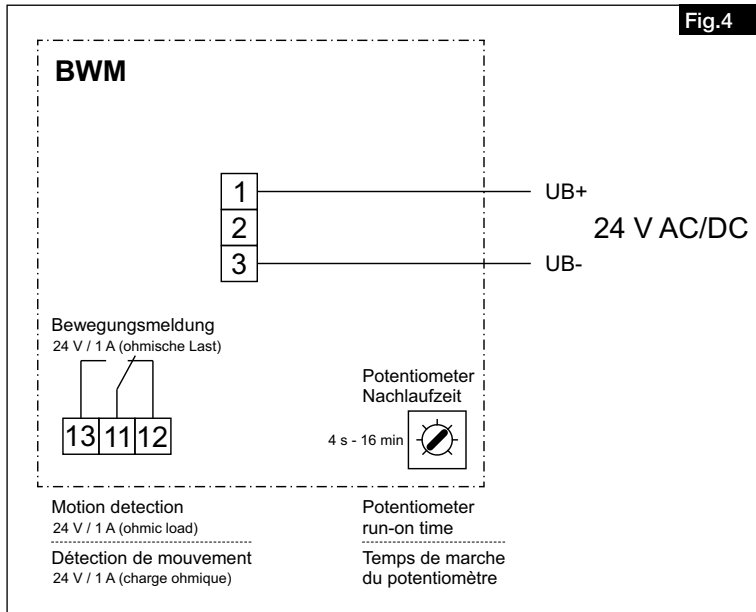 Fig.4
BWM
1
2
3
UB+
24 V AC/DC
UB-
Bewegungsmeldung
24 V / 1 A (ohmische Last)
13 11 12
Potentiometer
Nachlaufzeit
4 s - 16 min
Motion detection
24 V / 1 A (ohmic load)
Potentiometer
run-on time
Détection de mouvement
24 V / 1 A (charge ohmique)
Temps de marche
du potentiomètre